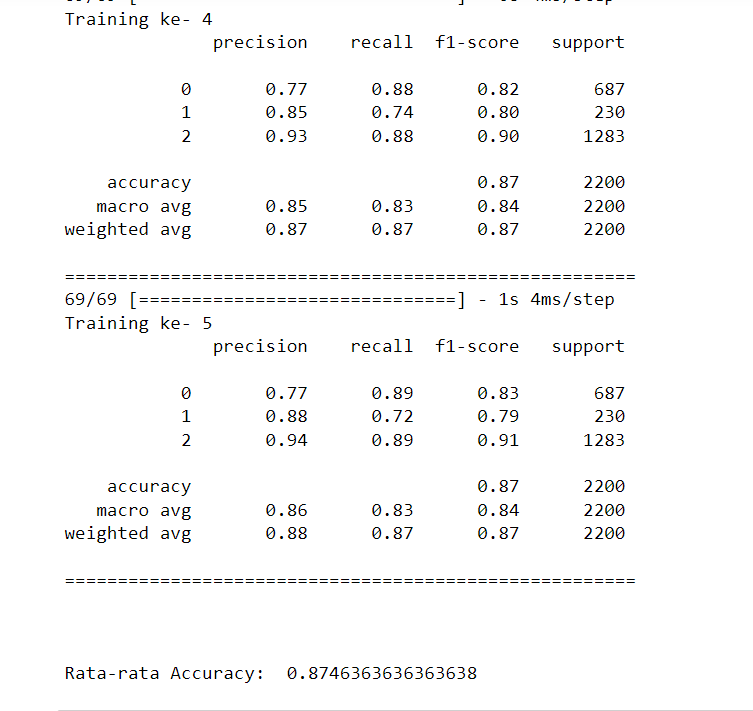 Training ke- 4
precision recall f1-score support
0 0.77 0.88 0.82 687
1 0.85 0.74 0.80 230
2 0.93 0.88 0.90 1283
accuracy 0.87 2200
macro avg 0.85 0.83 0.84 2200
weighted avg 0.87 0.87 0.87 2200
======================================================
69/69 [==============================] - 1s 4ms/step
Training ke- 5
precision recall f1-score support
0 0.77 0.89 0.83 687
1 0.88 0.72 0.79 230
2 0.94 0.89 0.91 1283
accuracy 0.87 2200
macro avg 0.86 0.83 0.84 2200
weighted avg 0.88 0.87 0.87 2200
======================================================
Rata-rata Accuracy: 0.8746363636363638